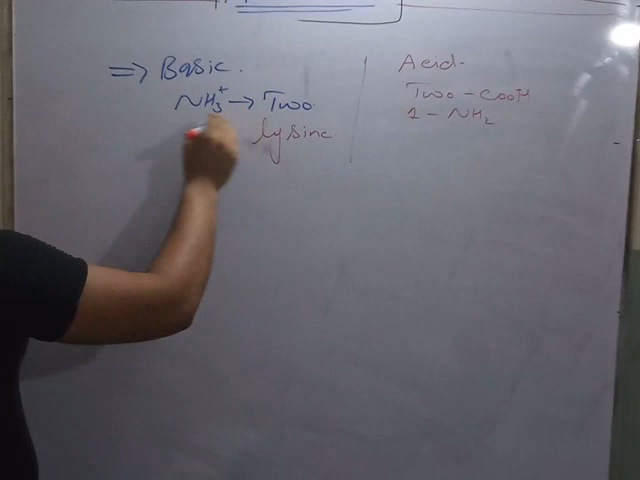 ⇒ Basic.
NH₃⁺ → Two.
lysine
Acid-
Two - COOH
1 - NH₂